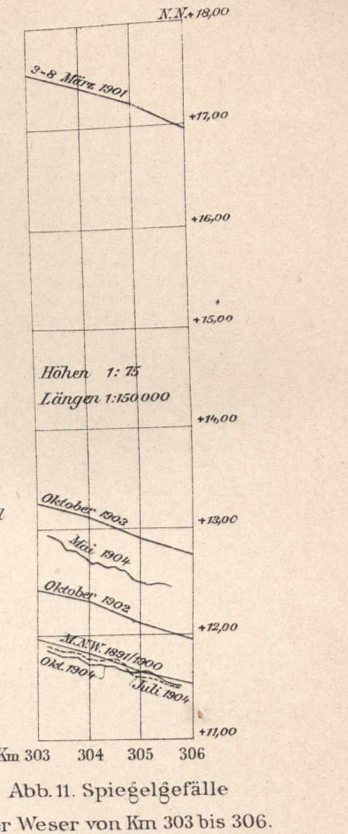 N.N.+18,00
3-8 März 1901
+17,00
+16,00
+15,00
Höhen 1:75
Längen 1:150000
+14,00
Oktober 1903
+13,00
Mai 1904
Oktober 1902
+12,00
M.N.W. 1891/1900
Okt. 1904
Juli 1904
+11,00
Km 303 304 305 306
Abb. 11. Spiegelgefälle
Weser von Km 303 bis 306.